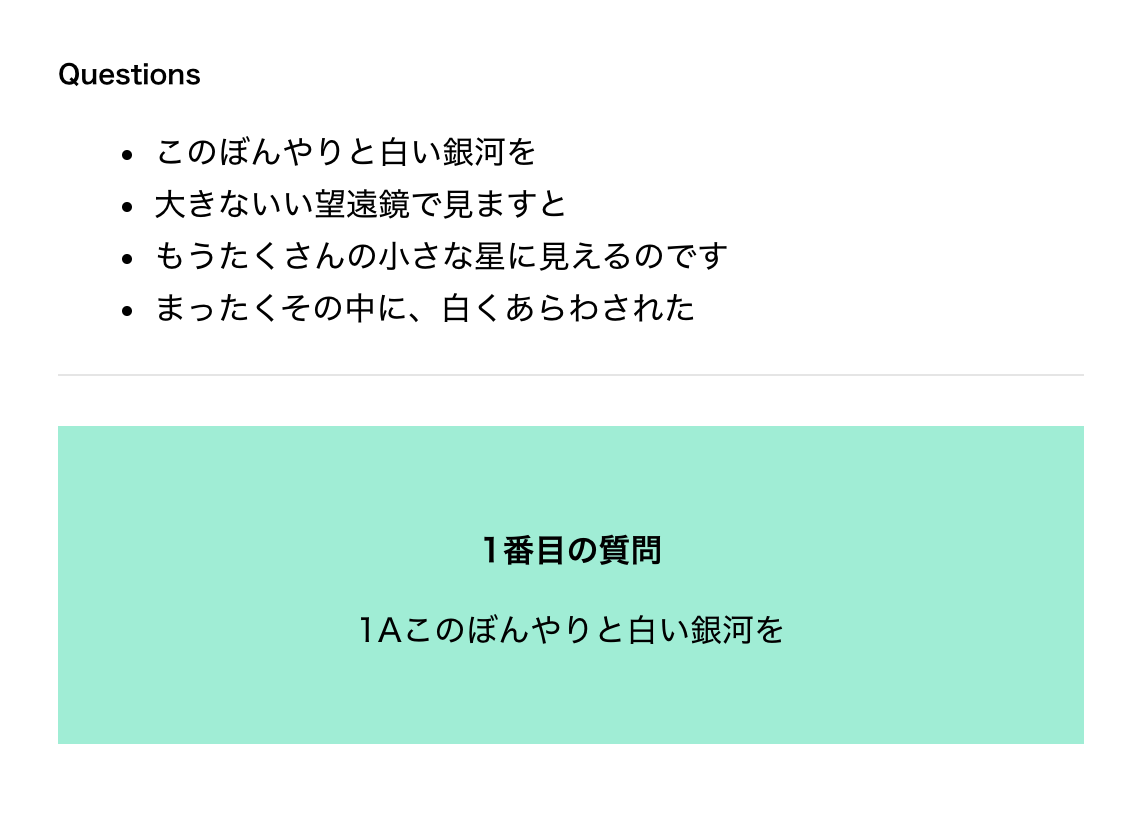 Questions
• このぼんやりと白い銀河を
• 大きないい望遠鏡で見ますと
• もうたくさんの小さな星に見えるのです
• まったくその中に、白くあらわされた
1番目の質問
1Aこのぼんやりと白い銀河を